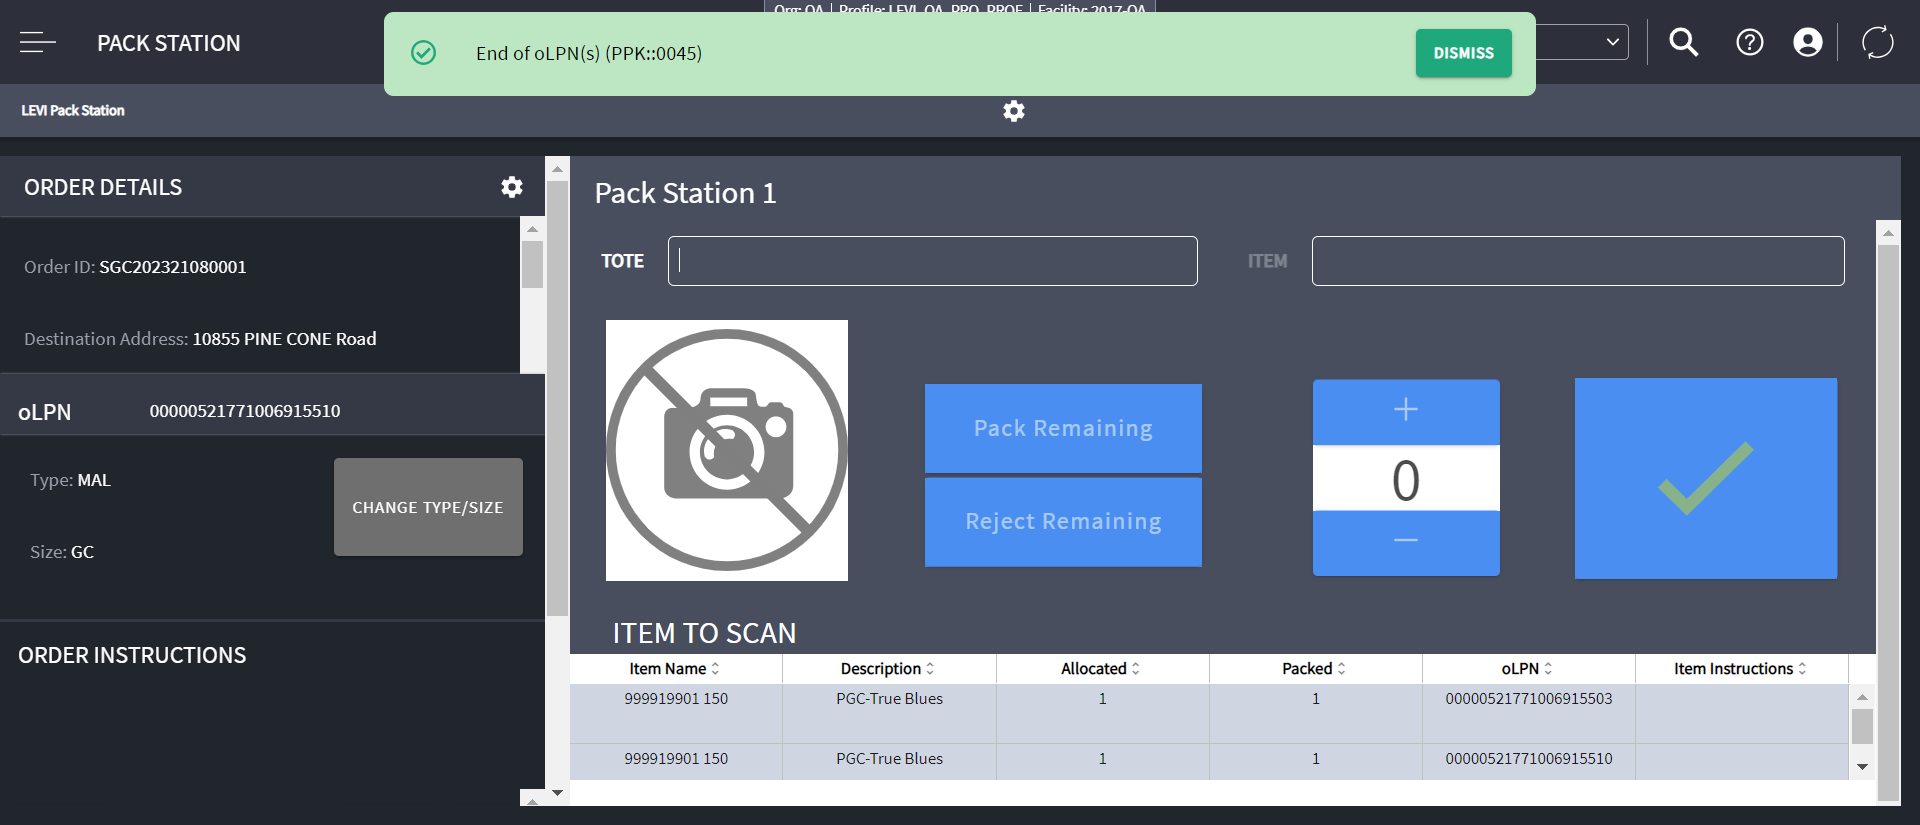 Org: QA | Profile: LEVI_QA_PRO_PROF | Facility: 2017-QA
PACK STATION
End of oLPN(s) (PPK::0045)
DISMISS
LEVI Pack Station
ORDER DETAILS
Order ID: SGC202321080001
Destination Address: 10855 PINE CONE Road
oLPN 00000521771006915510
Type: MAL
CHANGE TYPE/SIZE
Size: GC
ORDER INSTRUCTIONS
Pack Station 1
TOTE
ITEM
Pack Remaining
Reject Remaining
+
0
−
ITEM TO SCAN
Item Name Description Allocated Packed oLPN Item Instructions
999919901 150 PGC-True Blues 1 1 00000521771006915503
999919901 150 PGC-True Blues 1 1 00000521771006915510